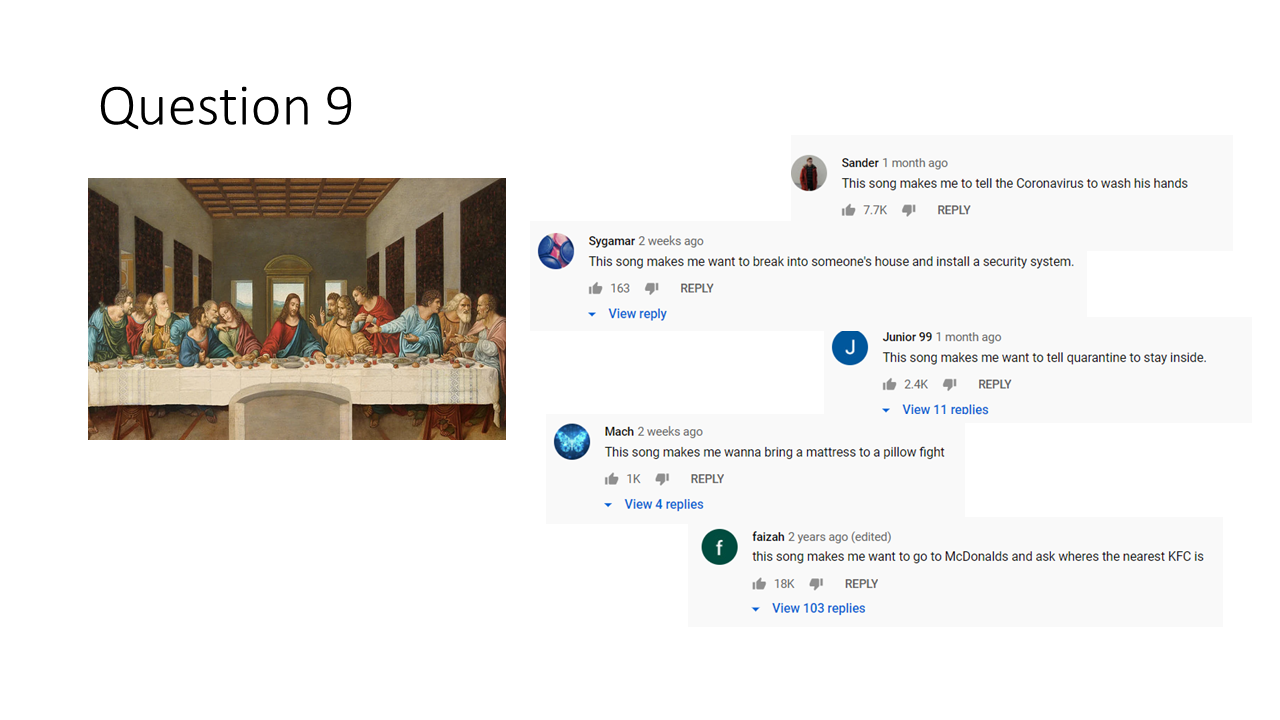 Question 9
Sander 1 month ago
This song makes me to tell the Coronavirus to wash his hands
7.7K REPLY
Sygamar 2 weeks ago
This song makes me want to break into someone's house and install a security system.
163 REPLY
View reply
J
Junior 99 1 month ago
This song makes me want to tell quarantine to stay inside.
2.4K REPLY
View 11 replies
Mach 2 weeks ago
This song makes me wanna bring a mattress to a pillow fight
1K REPLY
View 4 replies
f
faizah 2 years ago (edited)
this song makes me want to go to McDonalds and ask wheres the nearest KFC is
18K REPLY
View 103 replies